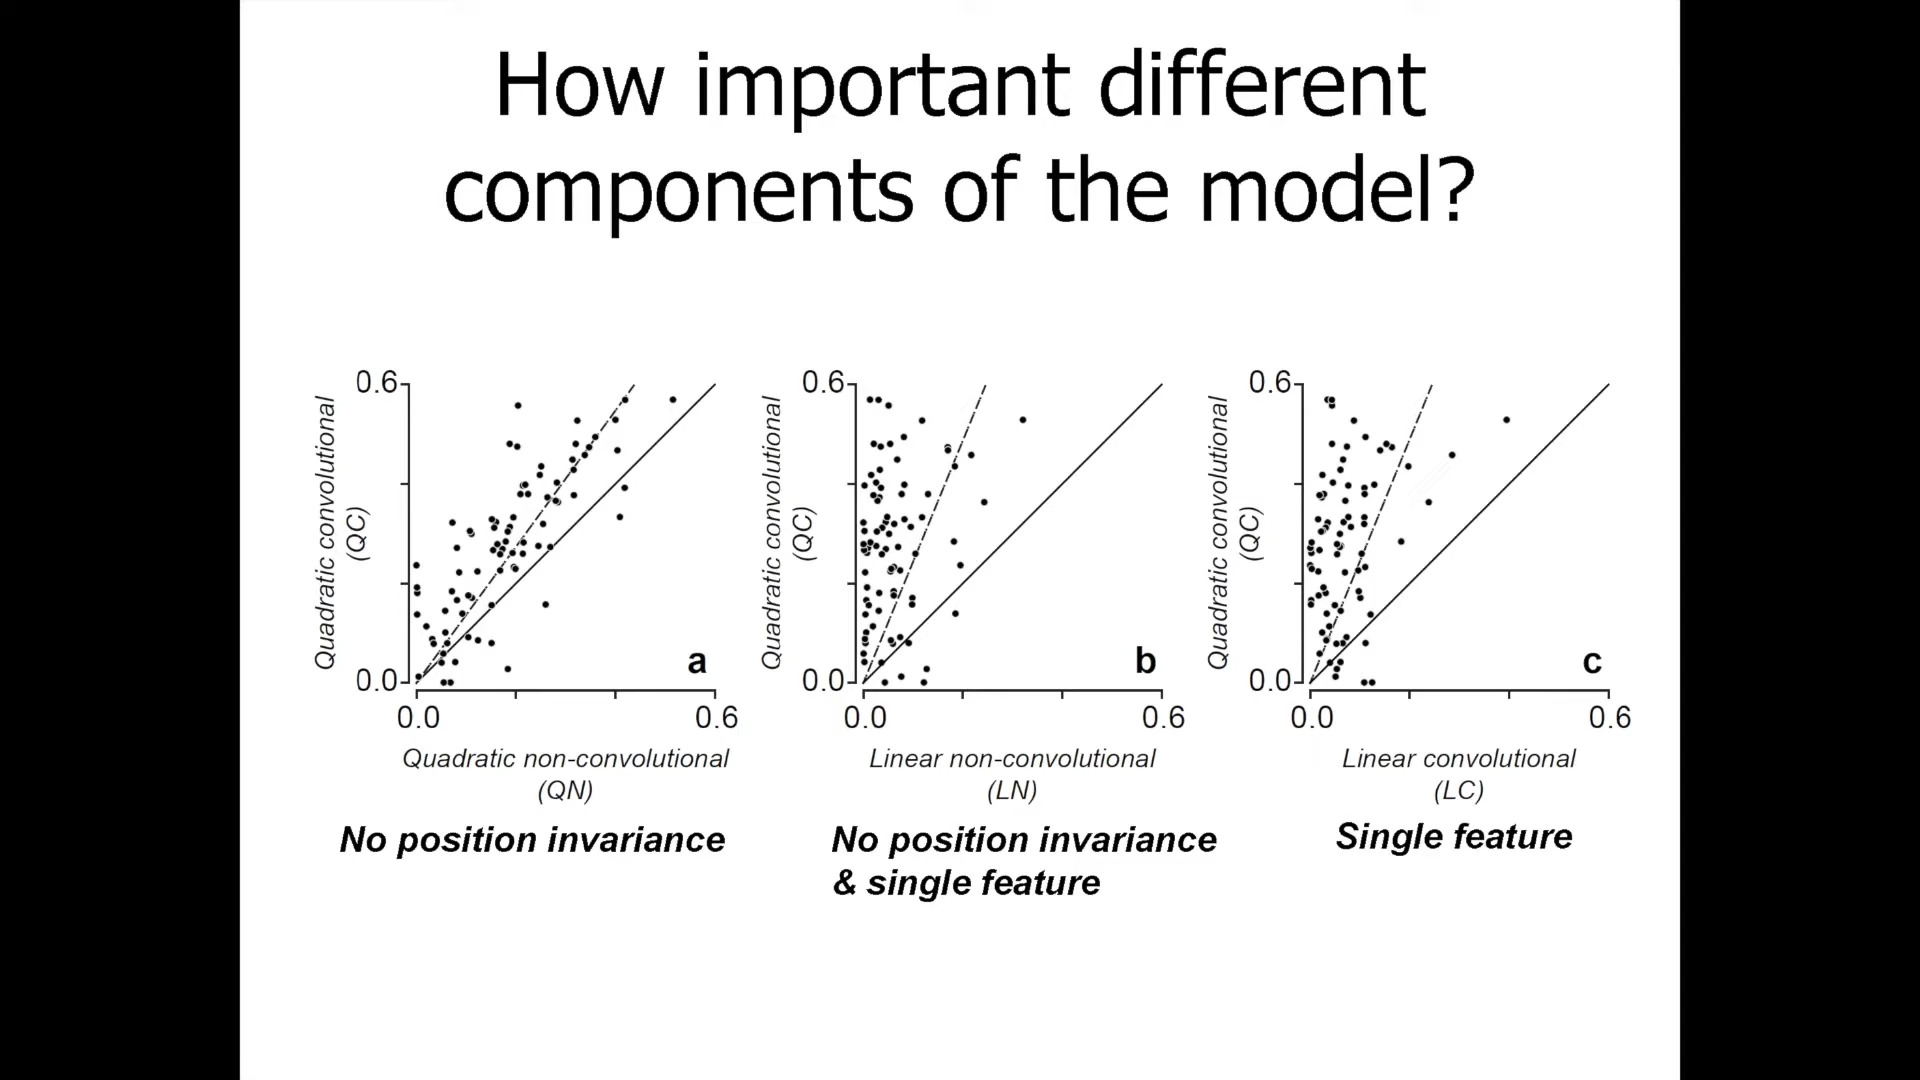 How important different
components of the model?
Quadratic convolutional
(QC)
0.6
0.0
0.0
0.6
a
Quadratic non-convolutional
(QN)
No position invariance
Quadratic convolutional
(QC)
0.6
0.0
0.0
0.6
b
Linear non-convolutional
(LN)
No position invariance
& single feature
Quadratic convolutional
(QC)
0.6
0.0
0.0
0.6
c
Linear convolutional
(LC)
Single feature